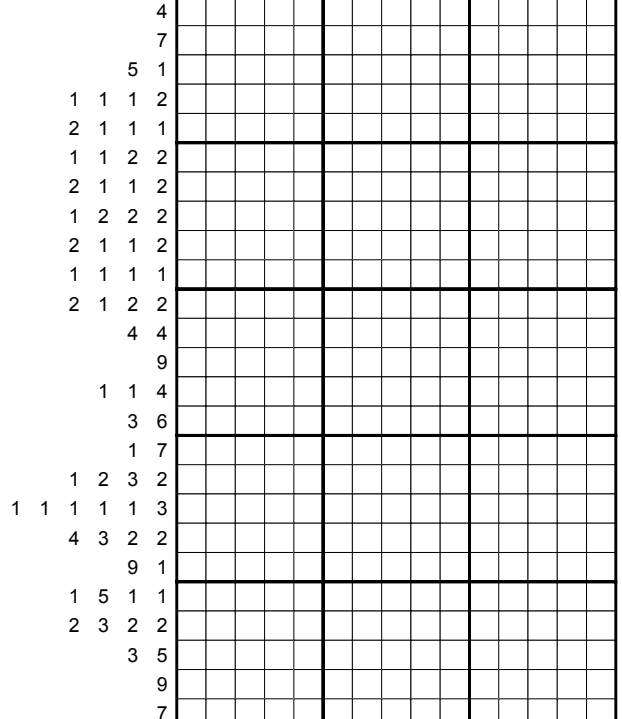 4
7
5 1
1 1 1 2
2 1 1 1
1 1 2 2
2 1 1 2
1 2 2 2
2 1 1 2
1 1 1 1
2 1 2 2
4 4
9
1 1 4
3 6
1 7
1 2 3 2
1 1 1 1 1 3
4 3 2 2
9 1
1 5 1 1
2 3 2 2
3 5
9
7